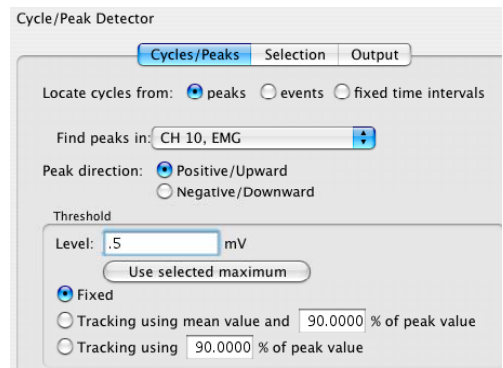 Cycle/Peak Detector
Cycles/Peaks Selection Output
Locate cycles from: peaks events fixed time intervals
Find peaks in: CH 10, EMG
Peak direction: Positive/Upward
Negative/Downward
Threshold
Level: .5 mV
Use selected maximum
Fixed
Tracking using mean value and 90.0000 % of peak value
Tracking using 90.0000 % of peak value